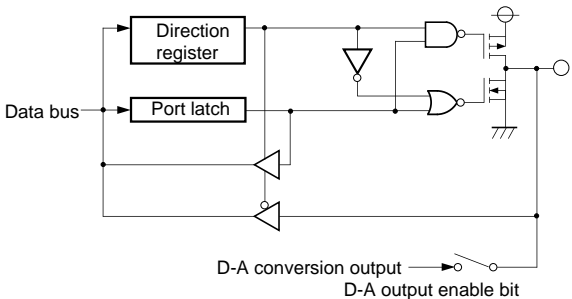 Direction
register
Data bus
Port latch
D-A conversion output
D-A output enable bit